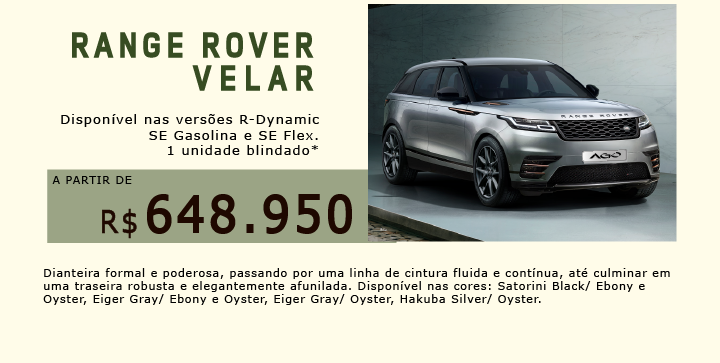 RANGE ROVER
VELAR
Disponível nas versões R-Dynamic
SE Gasolina e SE Flex.
1 unidade blindado*
A PARTIR DE
R$ 648.950
RANGE ROVER
AGO
Dianteira formal e poderosa, passando por uma linha de cintura fluida e contínua, até culminar em
uma traseira robusta e elegantemente afunilada. Disponível nas cores: Satorini Black/ Ebony e
Oyster, Eiger Gray/ Ebony e Oyster, Eiger Gray/ Oyster, Hakuba Silver/ Oyster.